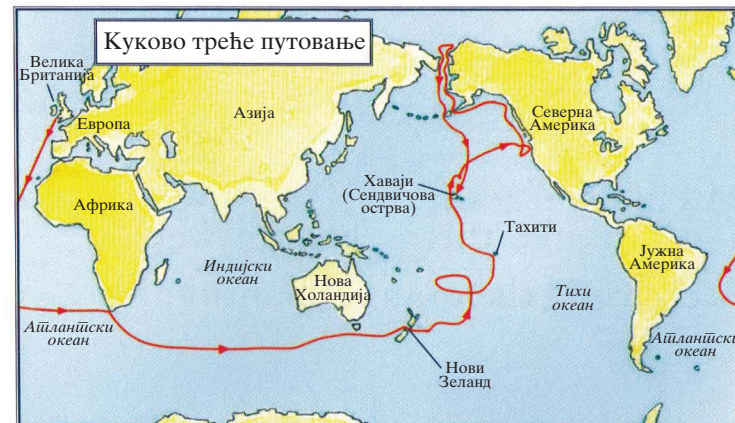 Куково треће путовање
Велика
Британија
Европа
Азија
Северна
Америка
Африка
Хаваји
(Сендвичова
острва)
Тахити
Индијски
океан
Нова
Холандија
Тихи
океан
Јужна
Америка
Атлантски
океан
Атлантски
океан
Нови
Зеланд